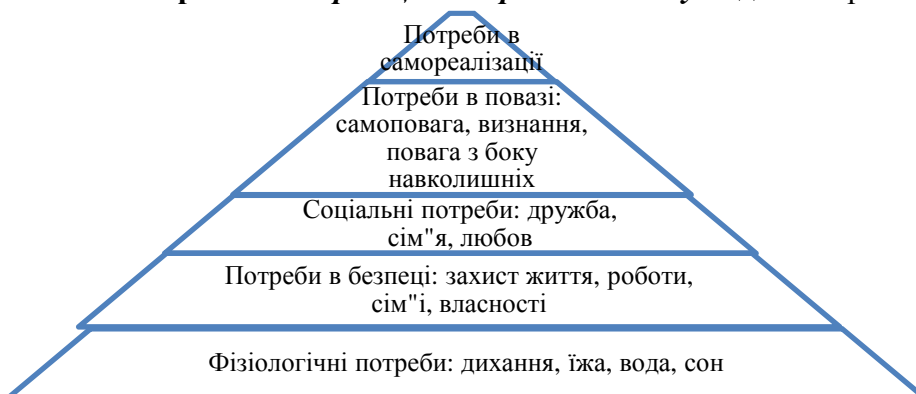 Потреби в
самореалізації
Потреби в повазі:
самоповага, визнання,
повага з боку
навколишніх
Соціальні потреби: дружба,
сім"я, любов
Потреби в безпеці: захист життя, роботи,
сім"і, власності
Фізіологічні потреби: дихання, їжа, вода, сон